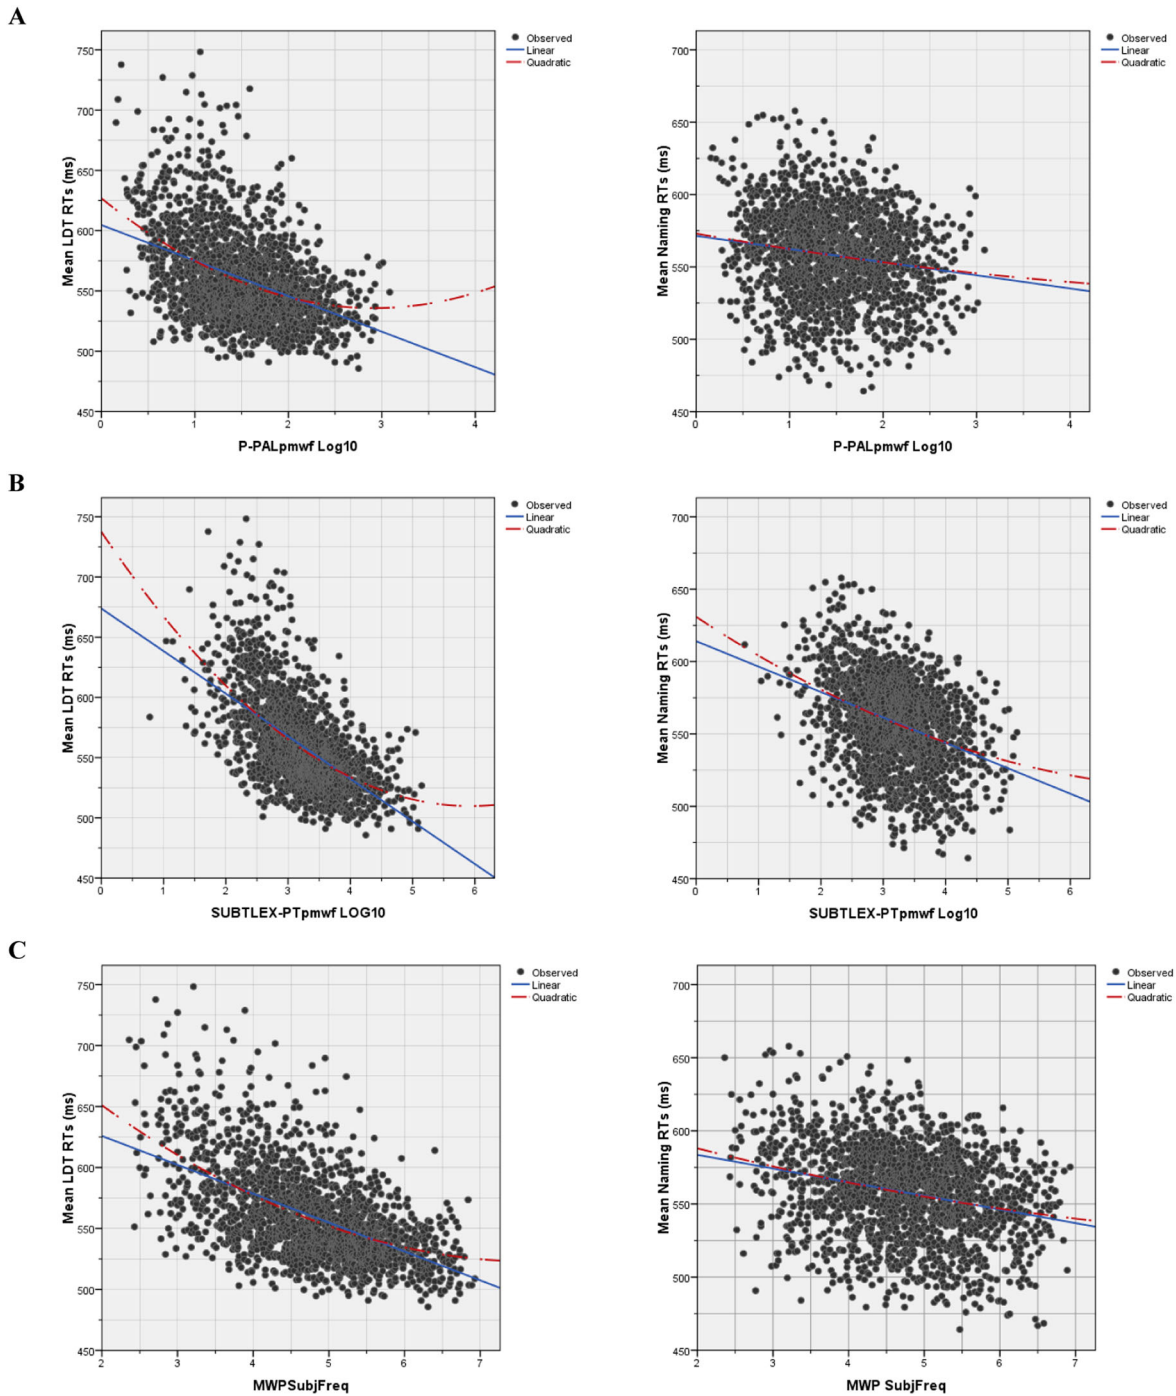 A
Mean LDT RTs (ms)
750
700
650
600
550
500
450
0 1 2 3 4
P-PALpmwf Log10
Observed
Linear
Quadratic
Mean Naming RTs (ms)
700
650
600
550
500
450
0 1 2 3 4
P-PALpmwf Log10
Observed
Linear
Quadratic
B
Mean LDT RTs (ms)
750
700
650
600
550
500
450
0 1 2 3 4 5 6
SUBTLEX-PTpmwf LOG10
Observed
Linear
Quadratic
Mean Naming RTs (ms)
700
650
600
550
500
450
0 1 2 3 4 5 6
SUBTLEX-PTpmwf Log10
Observed
Linear
Quadratic
C
Mean LDT RTs (ms)
750
700
650
600
550
500
450
2 3 4 5 6 7
MWPSubjFreq
Observed
Linear
Quadratic
Mean Naming RTs (ms)
700
650
600
550
500
450
2 3 4 5 6 7
MWP SubjFreq
Observed
Linear
Quadratic